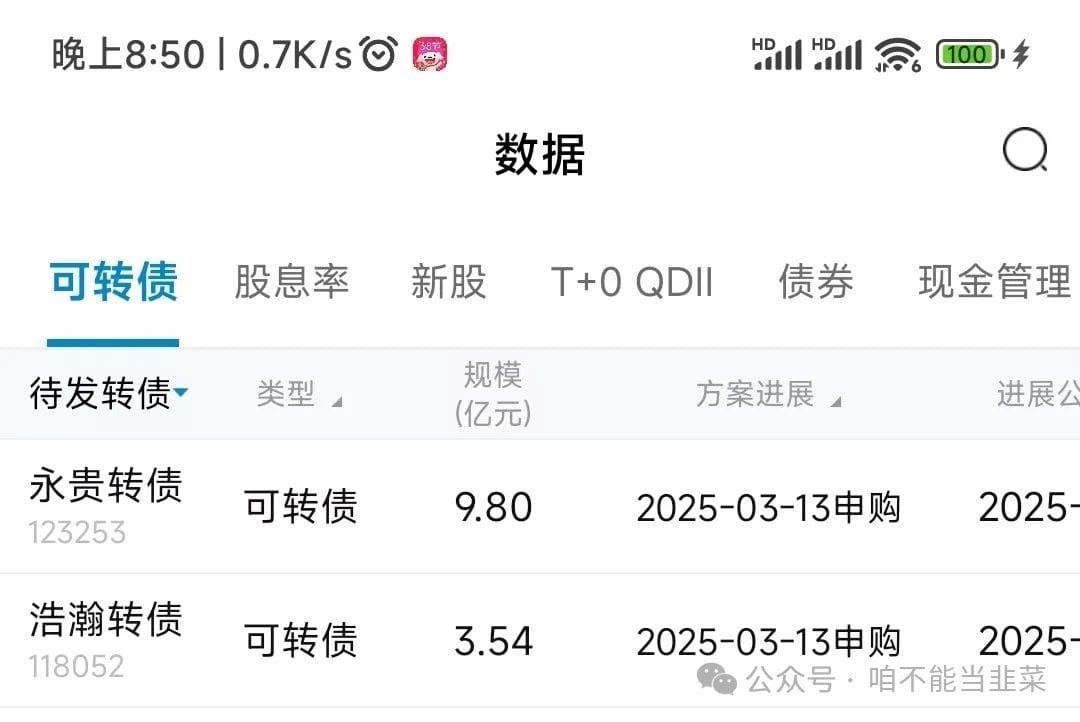 晚上8:50 | 0.7K/s 38节 HD HD 6 100
数据
可转债 股息率 新股 T+0 QDII 债券 现金管理
待发转债 类型 规模(亿元) 方案进展 进展公
永贵转债 可转债 9.80 2025-03-13申购 2025-
123253
浩瀚转债 可转债 3.54 2025-03-13申购 2025-
118052
公众号 · 咱不能当韭菜